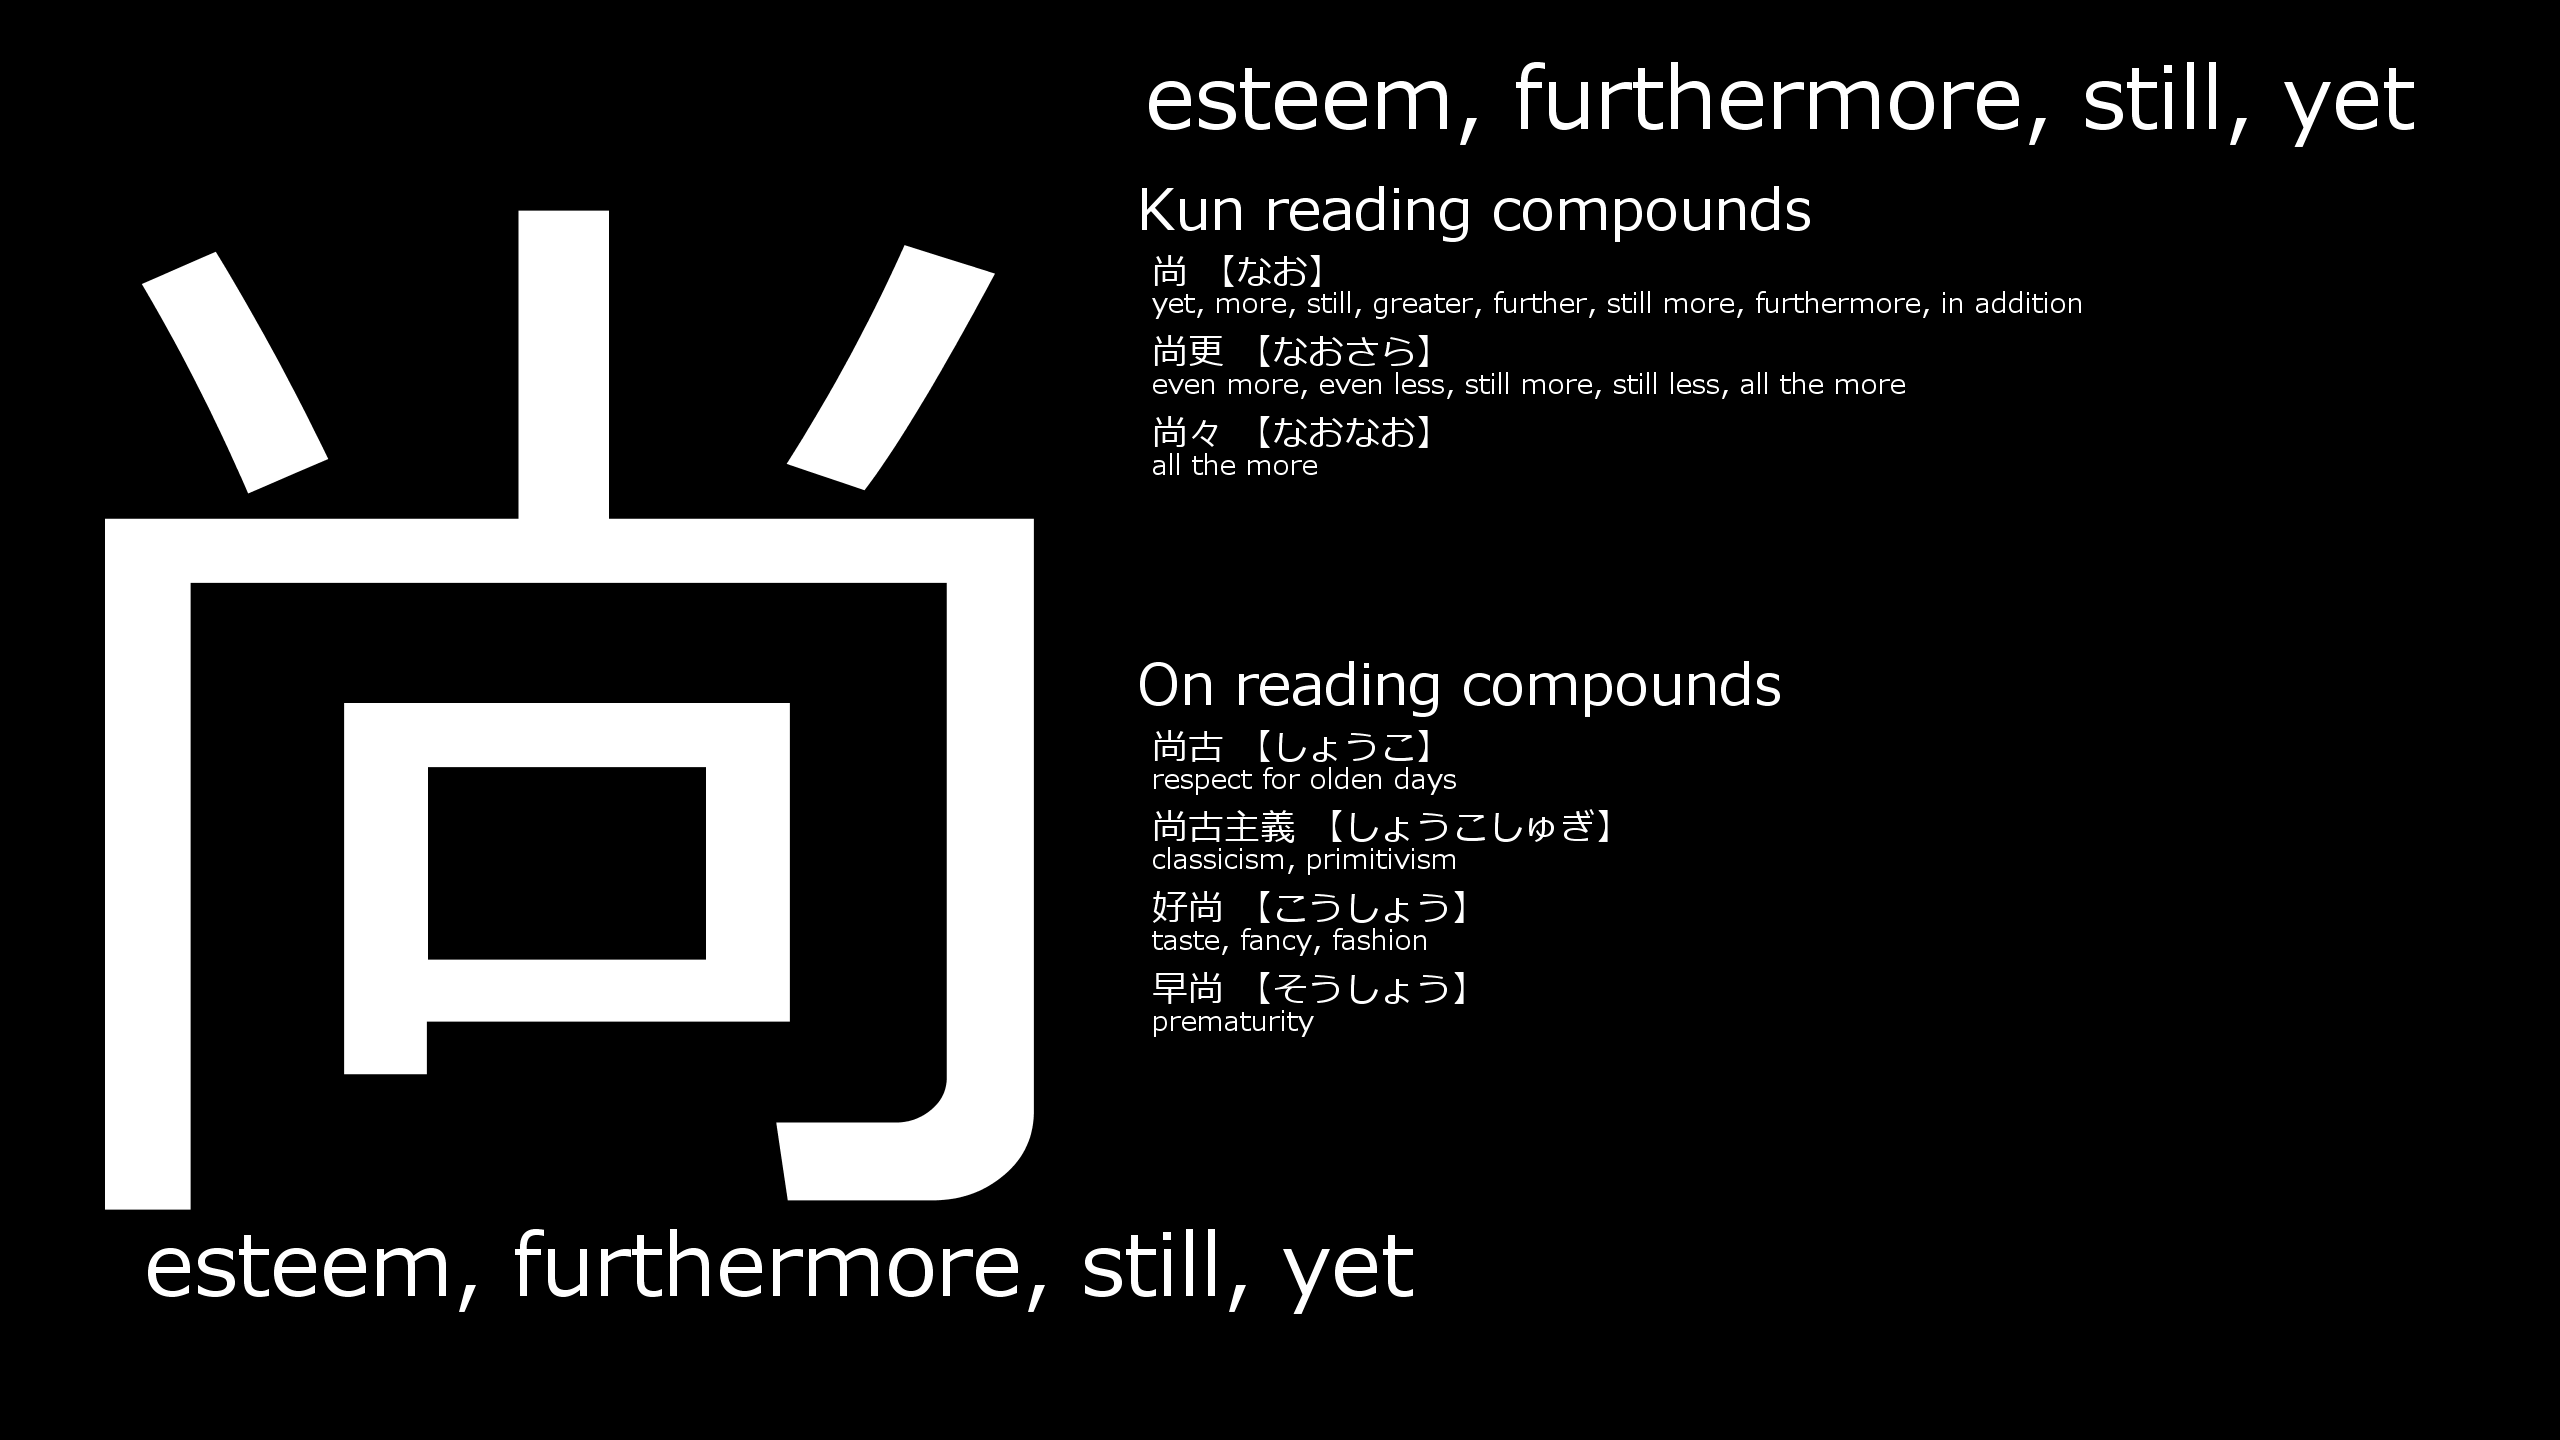 尚
esteem, furthermore, still, yet
esteem, furthermore, still, yet
Kun reading compounds
尚 【なお】
yet, more, still, greater, further, still more, furthermore, in addition
尚更 【なおさら】
even more, even less, still more, still less, all the more
尚々 【なおなお】
all the more
On reading compounds
尚古 【しょうこ】
respect for olden days
尚古主義 【しょうこしゅぎ】
classicism, primitivism
好尚 【こうしょう】
taste, fancy, fashion
早尚 【そうしょう】
prematurity